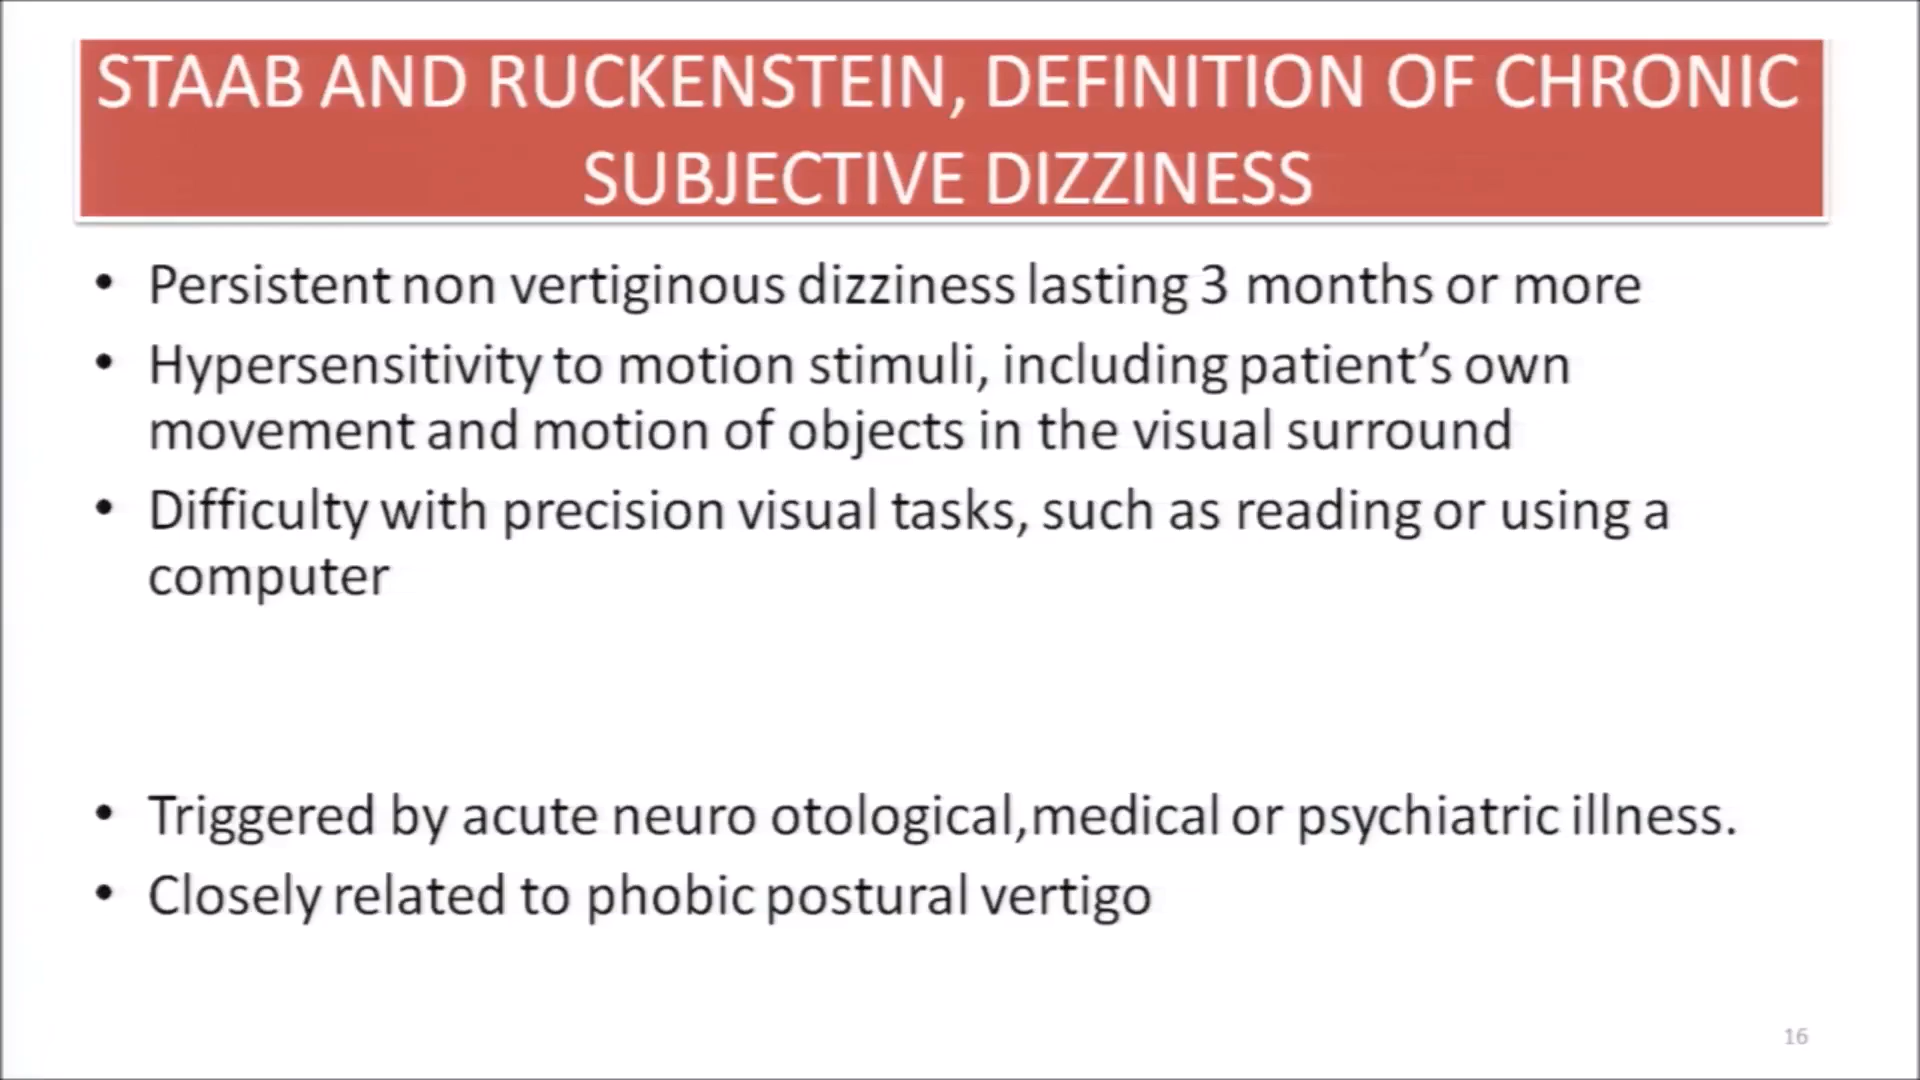 STAAB AND RUCKENSTEIN, DEFINITION OF CHRONIC
SUBJECTIVE DIZZINESS
• Persistent non vertiginous dizziness lasting 3 months or more
• Hypersensitivity to motion stimuli, including patient’s own
movement and motion of objects in the visual surround
• Difficulty with precision visual tasks, such as reading or using a
computer
• Triggered by acute neuro otological,medical or psychiatric illness.
• Closely related to phobic postural vertigo
16